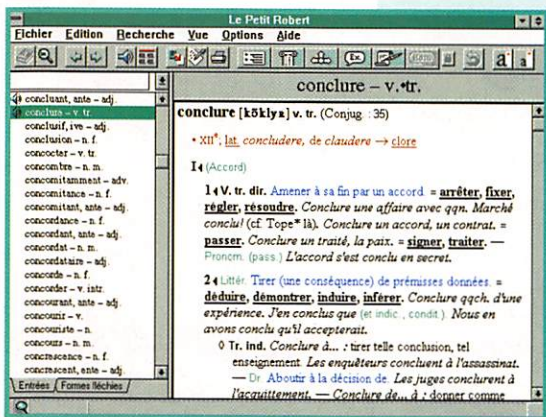 Le Petit Robert
Fichier Edition Recherche Vue Options Aide
Ex.
a a
conclure – v. tr.
concluant, ante – adj.
conclure – v. tr.
conclusif, ive – adj.
conclusion – n. f.
concocter – v. tr.
concombre – n. m.
concomitamment – adv.
concomitance – n. f.
concomitant, ante – adj.
concordance – n. f.
concordant, ante – adj.
concordat – n. m.
concordataire – adj.
concorde – n. f.
concorder – v. intr.
concourant, ante – adj.
concourir – v.
concouriste – n.
concours – n. m.
concrescence – n. f.
concrescent, ente – adj.
Entrées Formes fléchies
conclure [kɔ̃klyʀ] v. tr. (Conjug. : 35)
• XIIe; lat. concludere, de claudere → clore
I (Accord)
1 V. tr. dir. Amener à sa fin par un accord. = arrêter, fixer,
régler, résoudre. Conclure une affaire avec qqn. Marché
conclu! (cf. Tope* là). Conclure un accord, un contrat. =
passer. Conclure un traité, la paix. = signer, traiter. —
Pronom. (pass.) L'accord s'est conclu en secret.
2 Littér. Tirer (une conséquence) de prémisses données. =
déduire, démontrer, induire, inférer. Conclure qqch. d'une
expérience. J'en conclus que (et indic., condit.). Nous en
avons conclu qu'il accepterait.
◊ Tr. ind. Conclure à... : tirer telle conclusion, tel
enseignement. Les enquêteurs concluent à l'assassinat.
— Dr. Aboutir à la décision de. Les juges conclurent à
l'acquittement. — Conclure de... à : donner comme